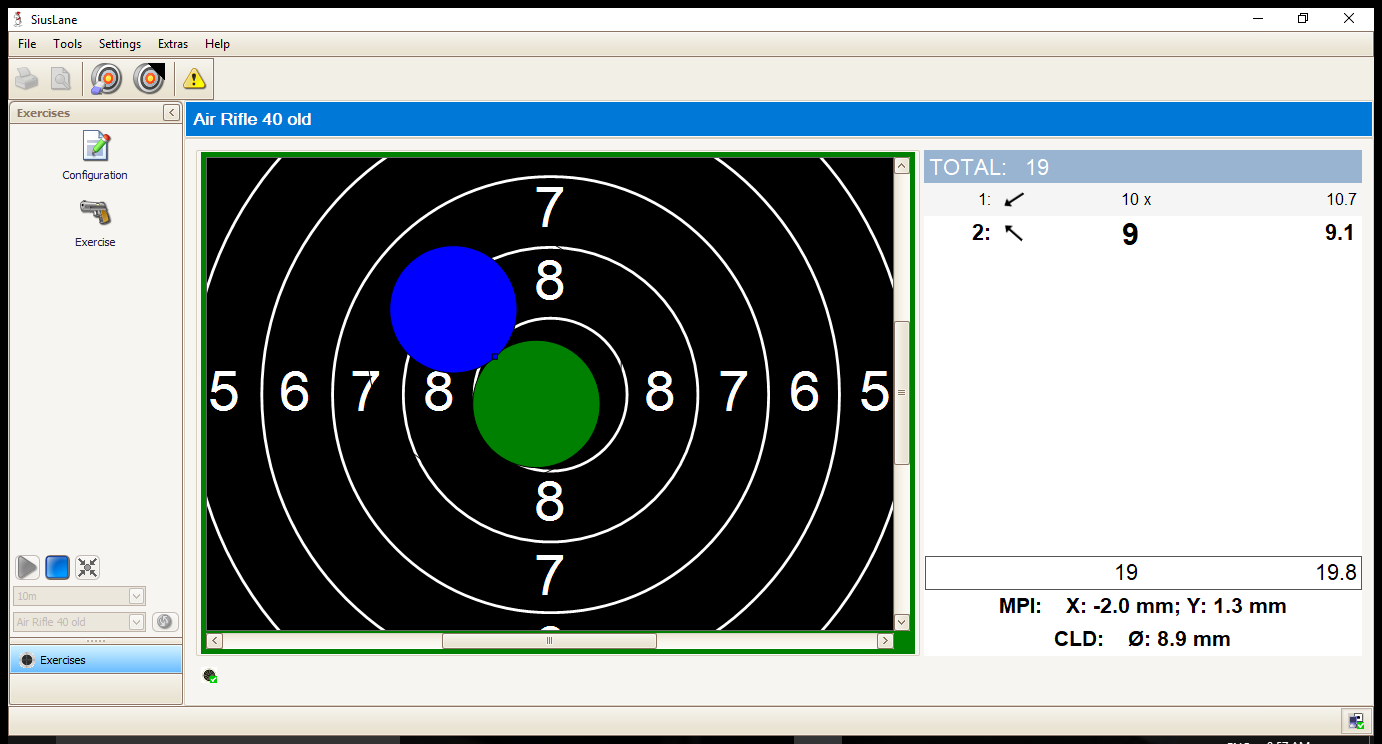 SiusLane
File Tools Settings Extras Help
Exercises
Configuration
Exercise
10m
Air Rifle 40 old
Exercises
Air Rifle 40 old
7
8
5 6 7 8 8 7 6 5
8
7
TOTAL: 19
1: 10 x 10.7
2: 9 9.1
19 19.8
MPI: X: -2.0 mm; Y: 1.3 mm
CLD: Ø: 8.9 mm